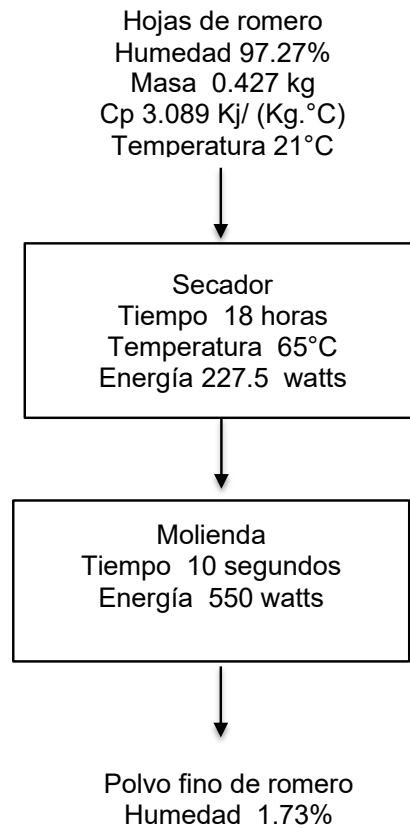 Hojas de romero
Humedad 97.27%
Masa 0.427 kg
Cp 3.089 Kj/ (Kg.°C)
Temperatura 21°C
Secador
Tiempo 18 horas
Temperatura 65°C
Energía 227.5 watts
Molienda
Tiempo 10 segundos
Energía 550 watts
Polvo fino de romero
Humedad 1.73%